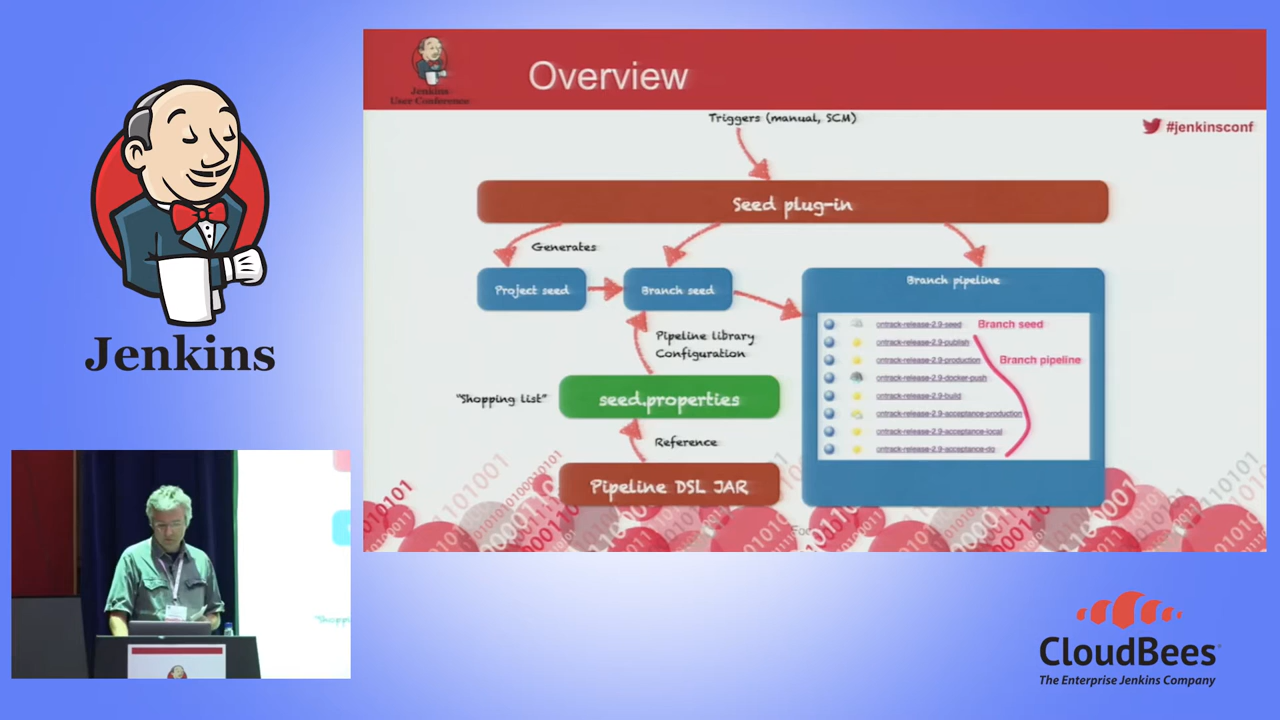 Jenkins
User Conference
Overview
#jenkinsconf
Triggers (manual, SCM)
Seed plug-in
Generates
Project seed
Branch seed
Branch pipeline
ontrack-release-2.9-seed
Branch seed
ontrack-release-2.9-publish
ontrack-release-2.9-production
Branch pipeline
ontrack-release-2.9-docker-push
ontrack-release-2.9-build
ontrack-release-2.9-acceptance-production
ontrack-release-2.9-acceptance-local
ontrack-release-2.9-acceptance-do
Pipeline library
Configuration
"Shopping list"
seed.properties
Reference
Pipeline DSL JAR
Jenkins
CloudBees
The Enterprise Jenkins Company